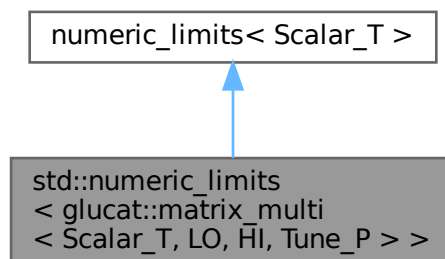 numeric_limits< Scalar_T >
std::numeric_limits
< glucat::matrix_multi
< Scalar_T, LO, HI, Tune_P > >